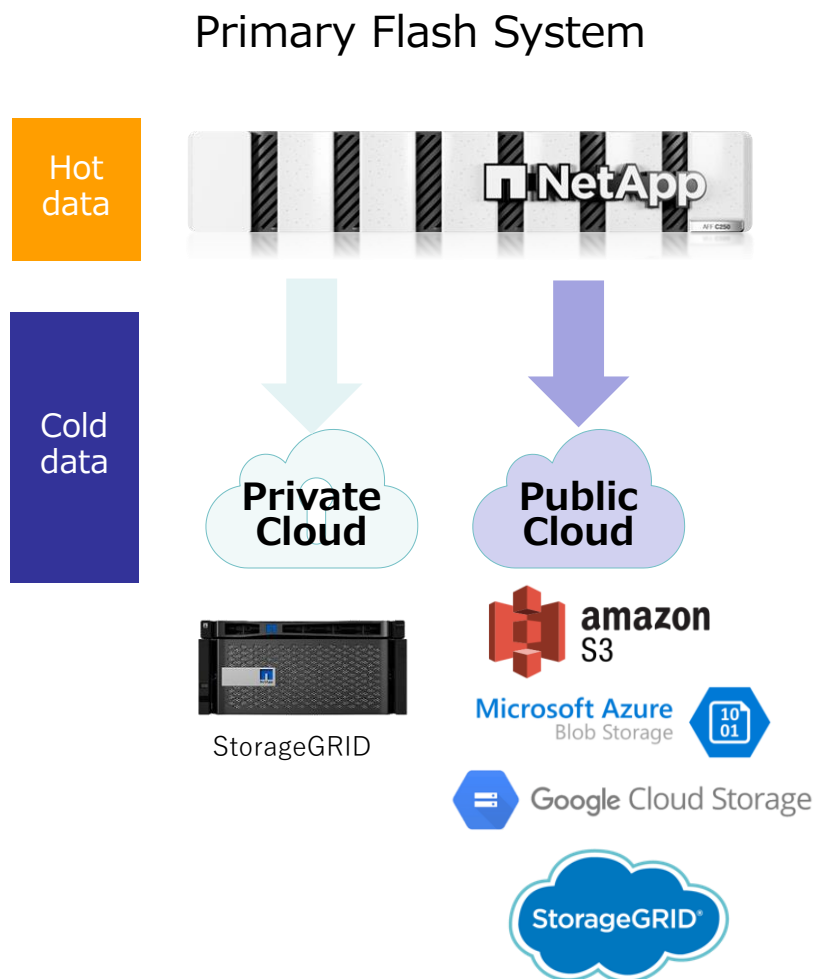 Primary Flash System
Hot
data
NetApp
AFF C250
Cold
data
Private
Cloud
Public
Cloud
StorageGRID
amazon
S3
Microsoft Azure
Blob Storage
10
01
Google Cloud Storage
StorageGRID®